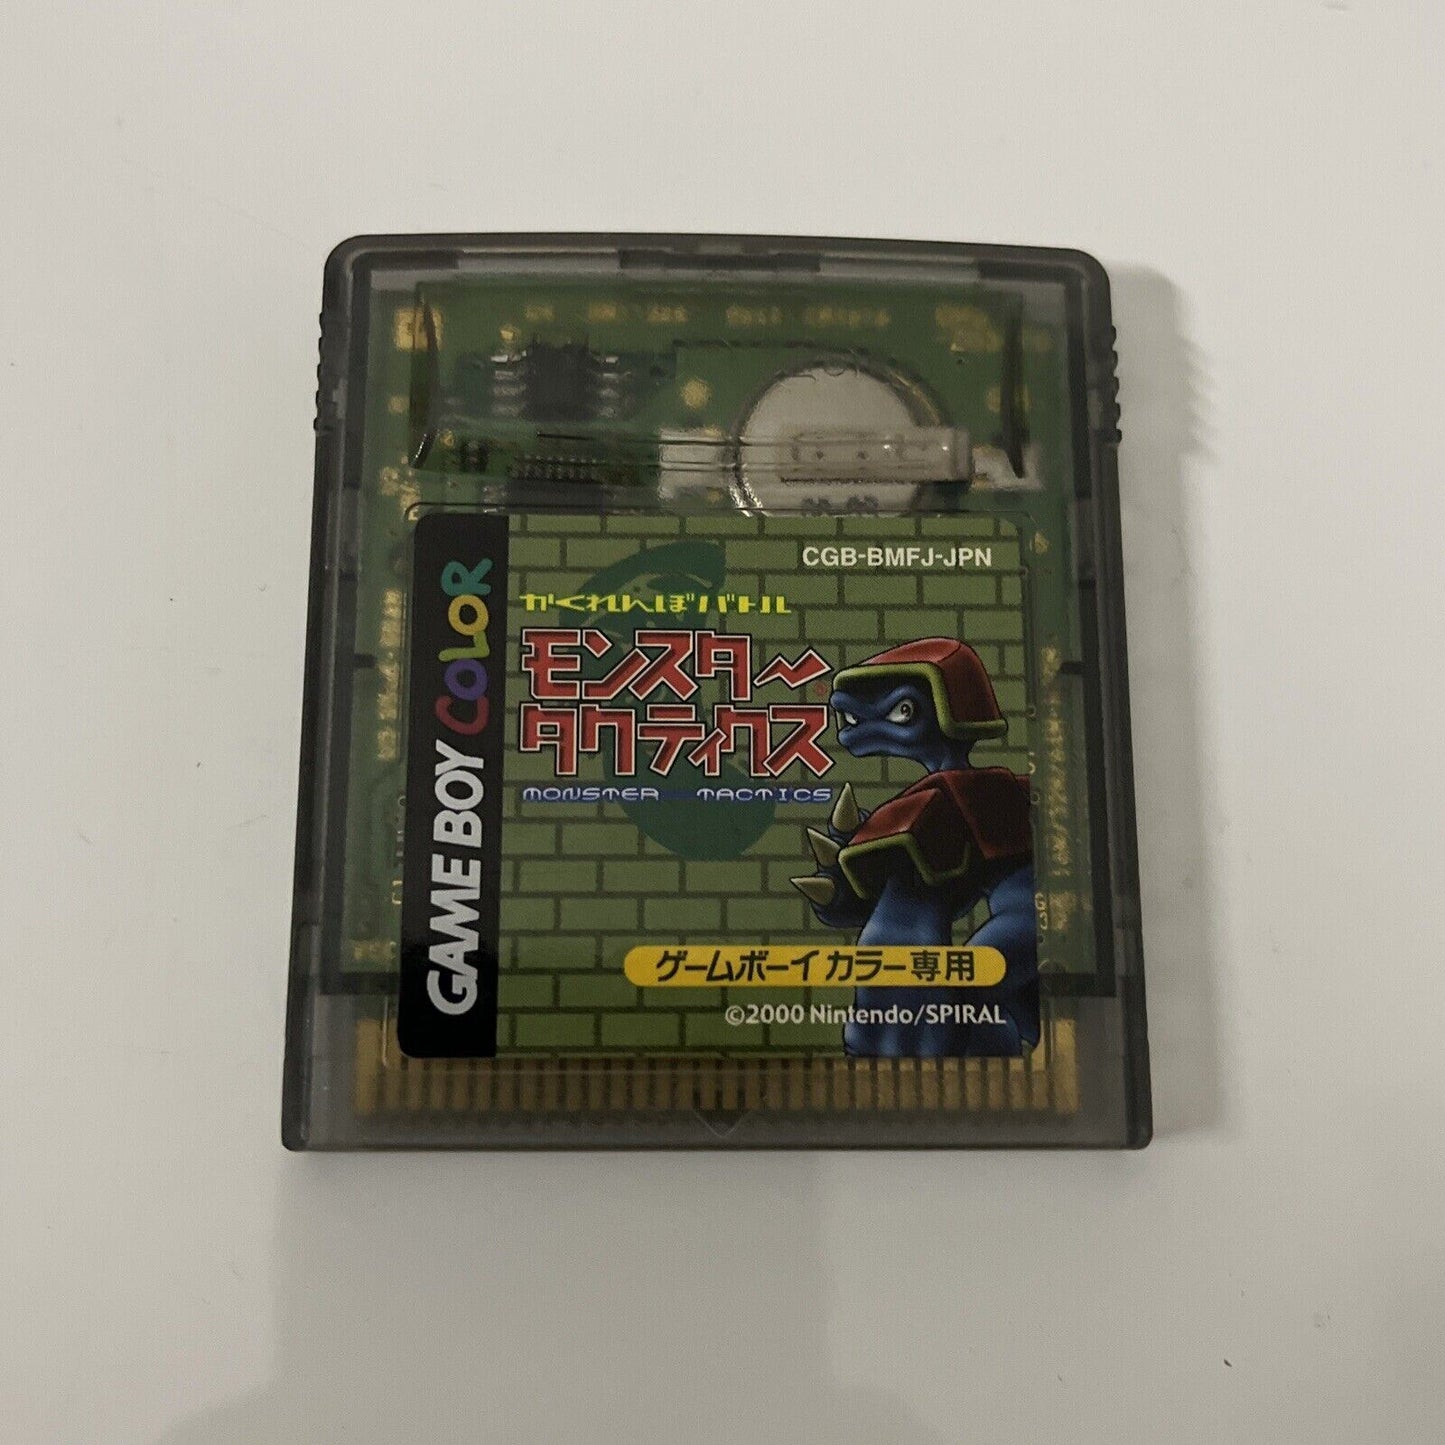 CGB-BMFJ-JPN
かくれんぼバトル
モンスター
タクティクス®
MONSTER TACTICS
GAME BOY COLOR
ゲームボーイカラー専用
©2000 Nintendo/SPIRAL